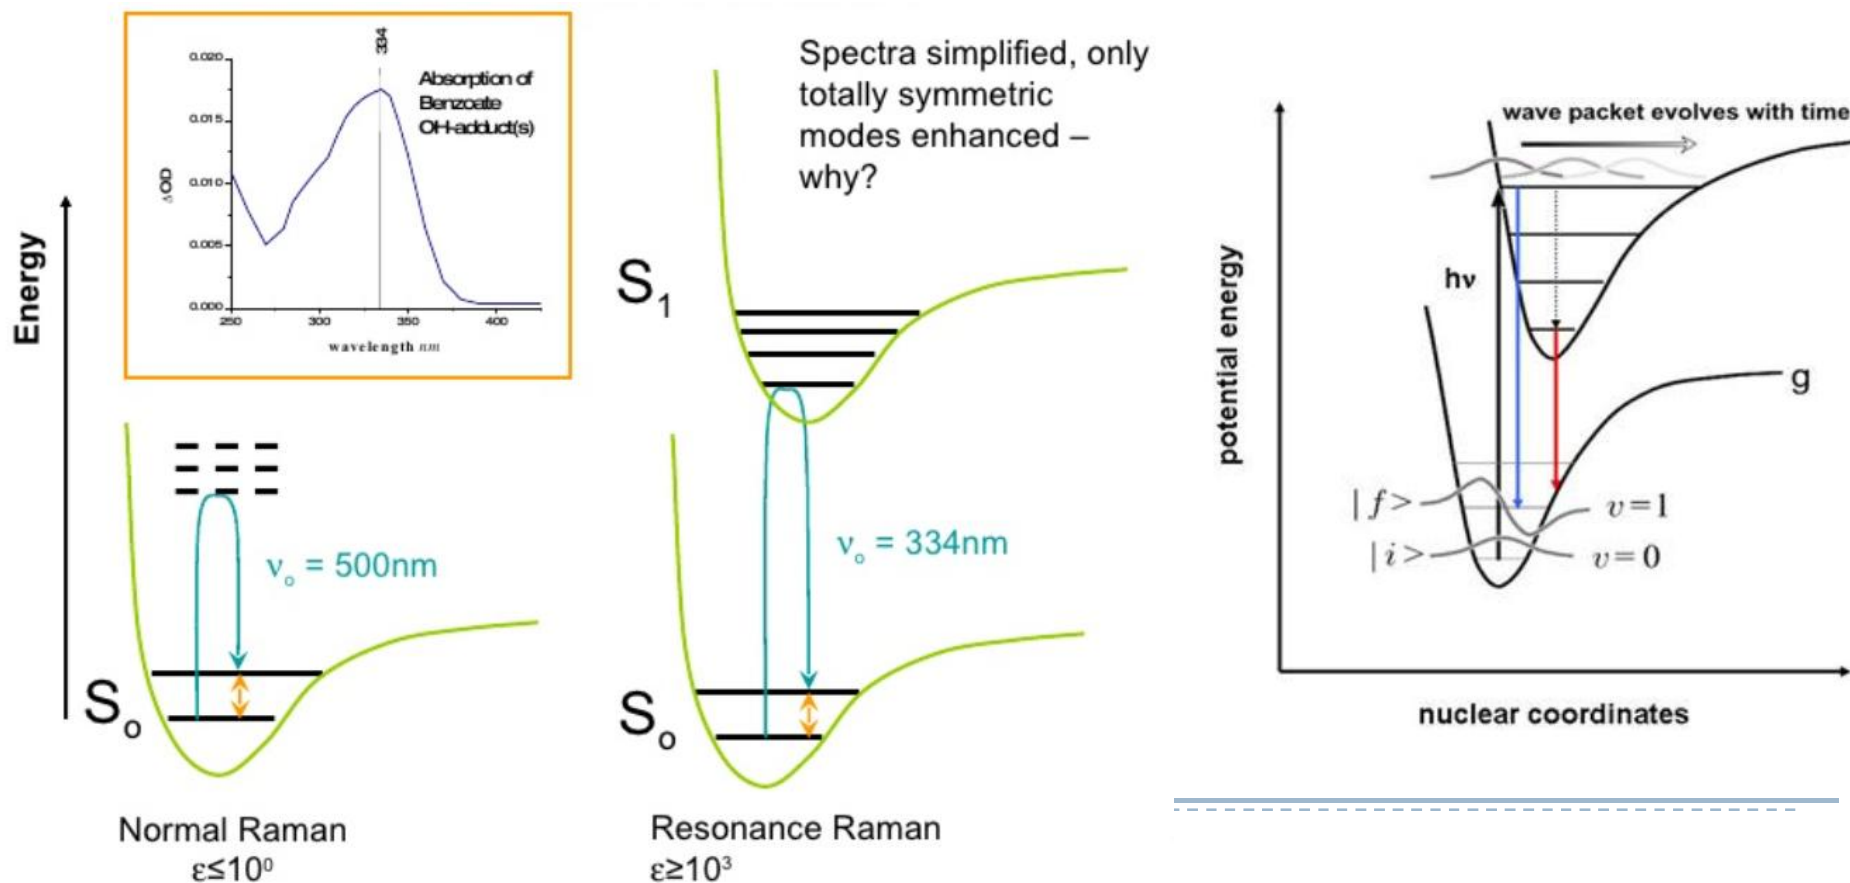 334
0.020
0.015
0.010
0.005
0.000
ΔOD
Absorption of
Benzoate
OH-adduct(s)
250 300 350 400
wavelength nm
Energy
νₒ = 500nm
Sₒ
Normal Raman
ε≤10⁰
Spectra simplified, only
totally symmetric
modes enhanced –
why?
S₁
νₒ = 334nm
Sₒ
Resonance Raman
ε≥10³
wave packet evolves with time
potential energy
hν
g
|f> v=1
|i> v=0
nuclear coordinates